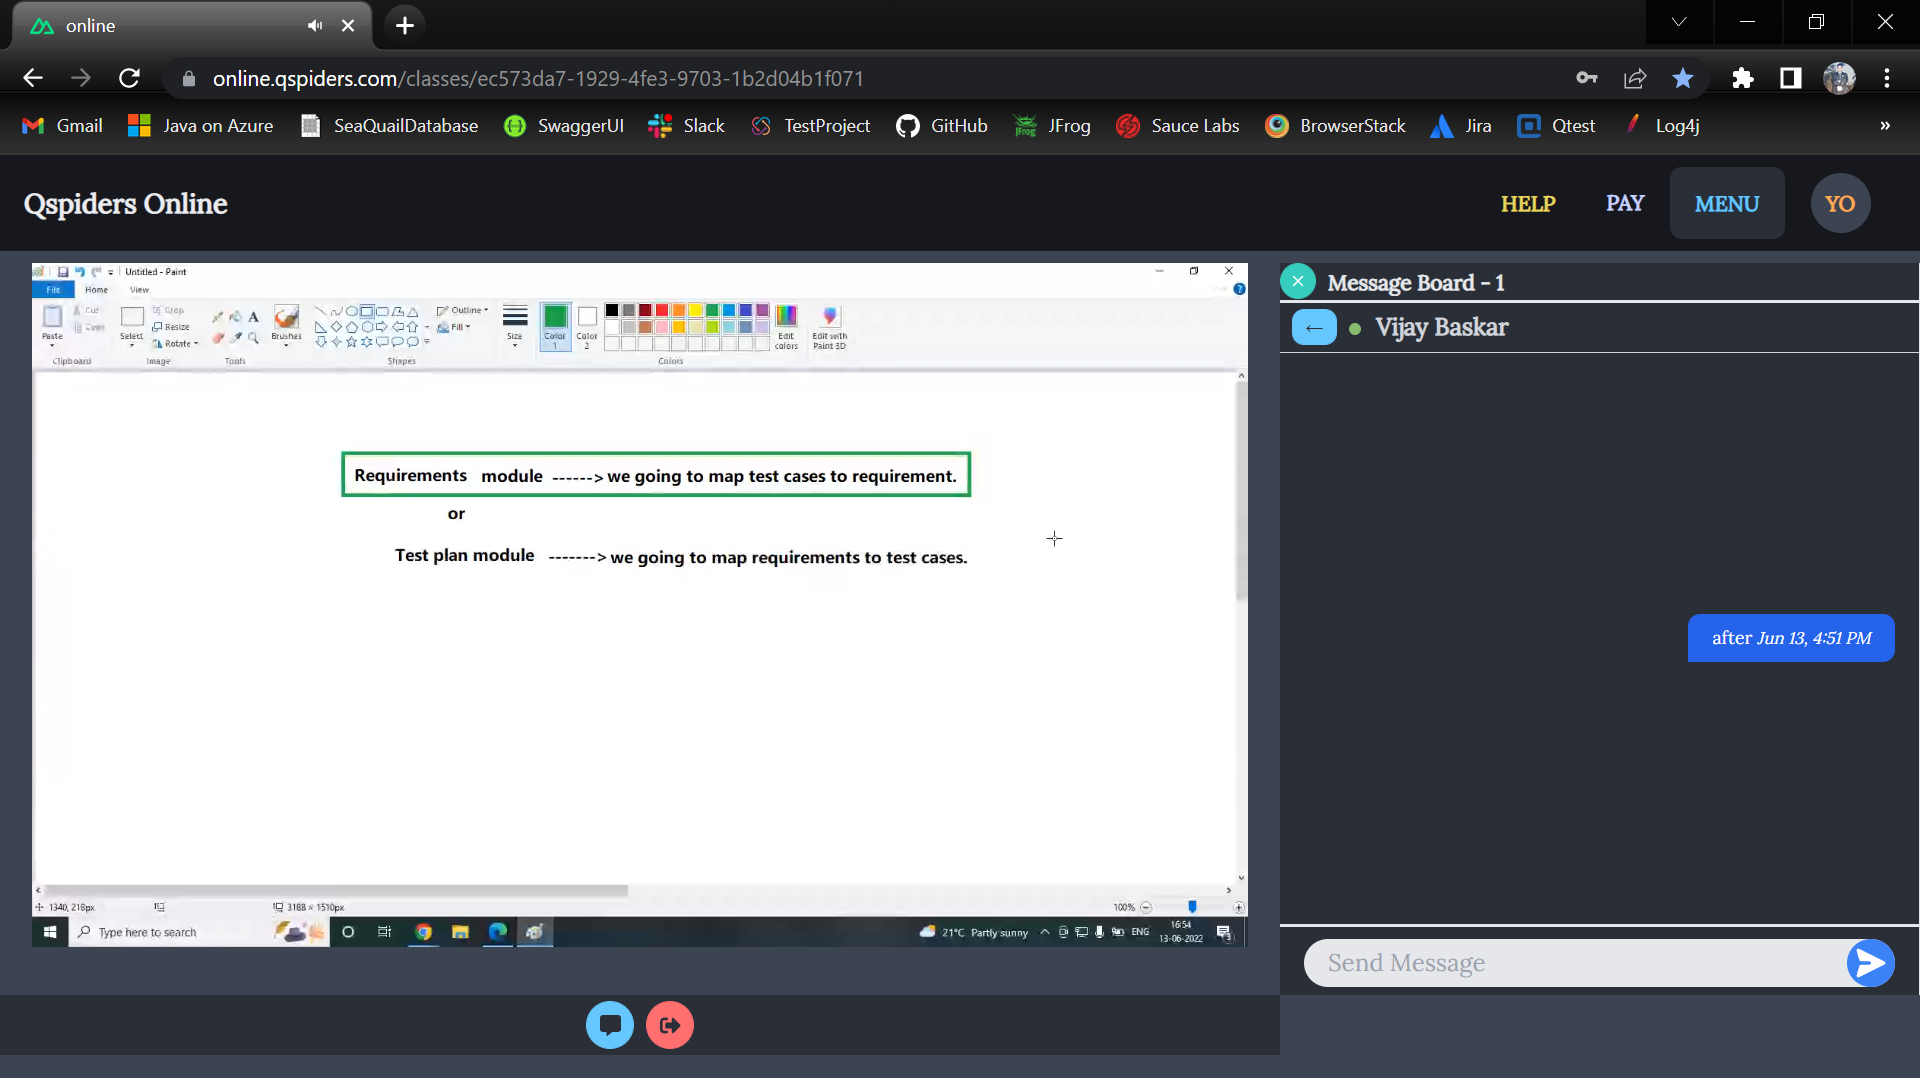 online
online.qspiders.com/classes/ec573da7-1929-4fe3-9703-1b2d04b1f071
Gmail Java on Azure SeaQuailDatabase SwaggerUI Slack TestProject GitHub JFrog Sauce Labs BrowserStack Jira Qtest Log4j »
Qspiders Online HELP PAY MENU YO
Untitled - Paint
File Home View
Cut
Copy
Paste
Clipboard
Select
Crop
Resize
Rotate
Image
A
Tools
Brushes
Shapes
Outline
Fill
Size
Color 1
Color 2
Edit colors
Colors
Edit with Paint 3D
Requirements module ------> we going to map test cases to requirement.
or
Test plan module -------> we going to map requirements to test cases.
1340, 218px
3188 × 1510px
100%
Type here to search
21°C Partly sunny
ENG
16:54
13-06-2022
3
Message Board - 1
← Vijay Baskar
after Jun 13, 4:51 PM
Send Message